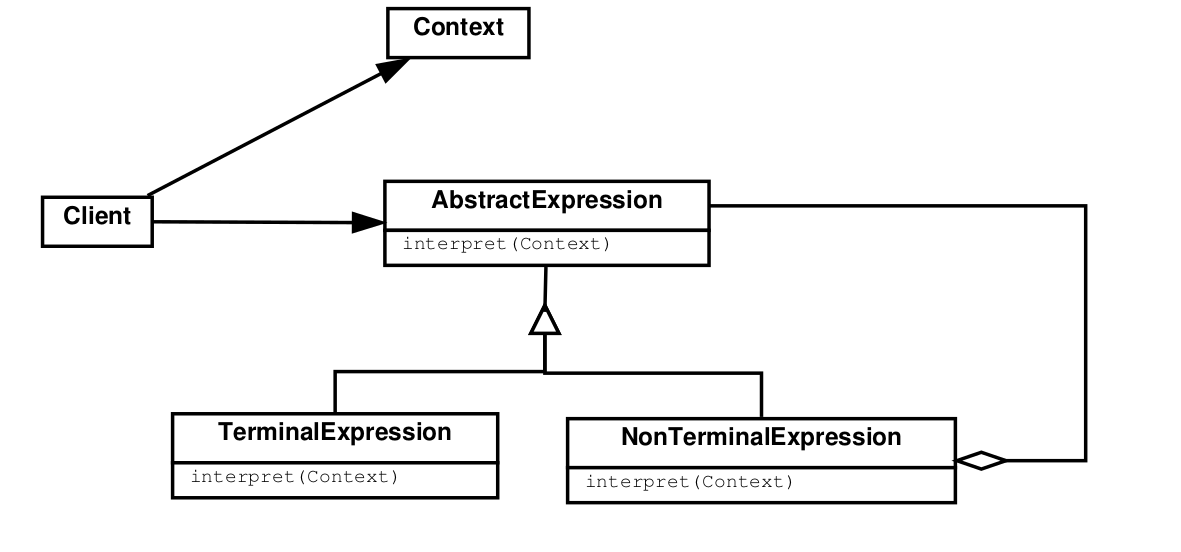 Context
Client
AbstractExpression
interpret(Context)
TerminalExpression
interpret(Context)
NonTerminalExpression
interpret(Context)